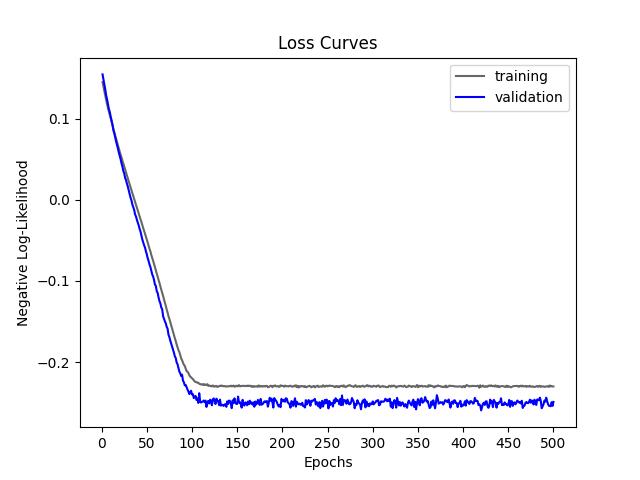 Loss Curves
training
validation
Negative Log-Likelihood
0.1
0.0
−0.1
−0.2
0 50 100 150 200 250 300 350 400 450 500
Epochs